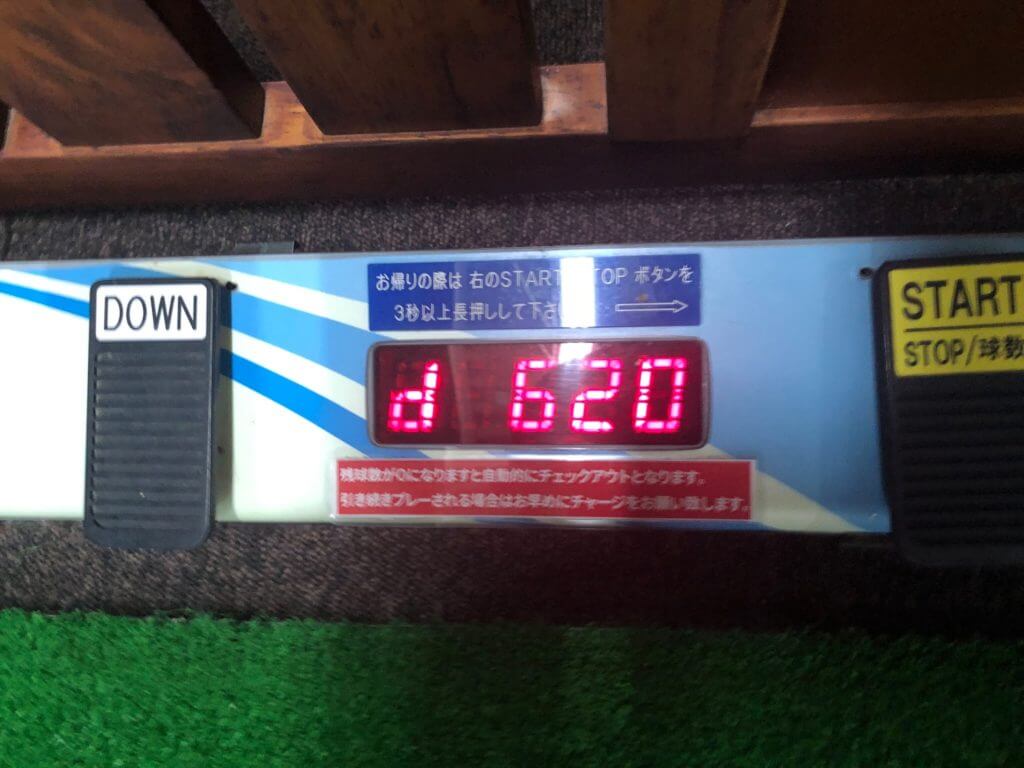 お帰りの際は 右のSTART STOP ボタンを
3秒以上長押しして下さ
DOWN
START
STOP/球数
d 620
残球数が0になりますと自動的にチェックアウトとなります。
引き続きプレーされる場合はお早めにチャージをお願い致します。